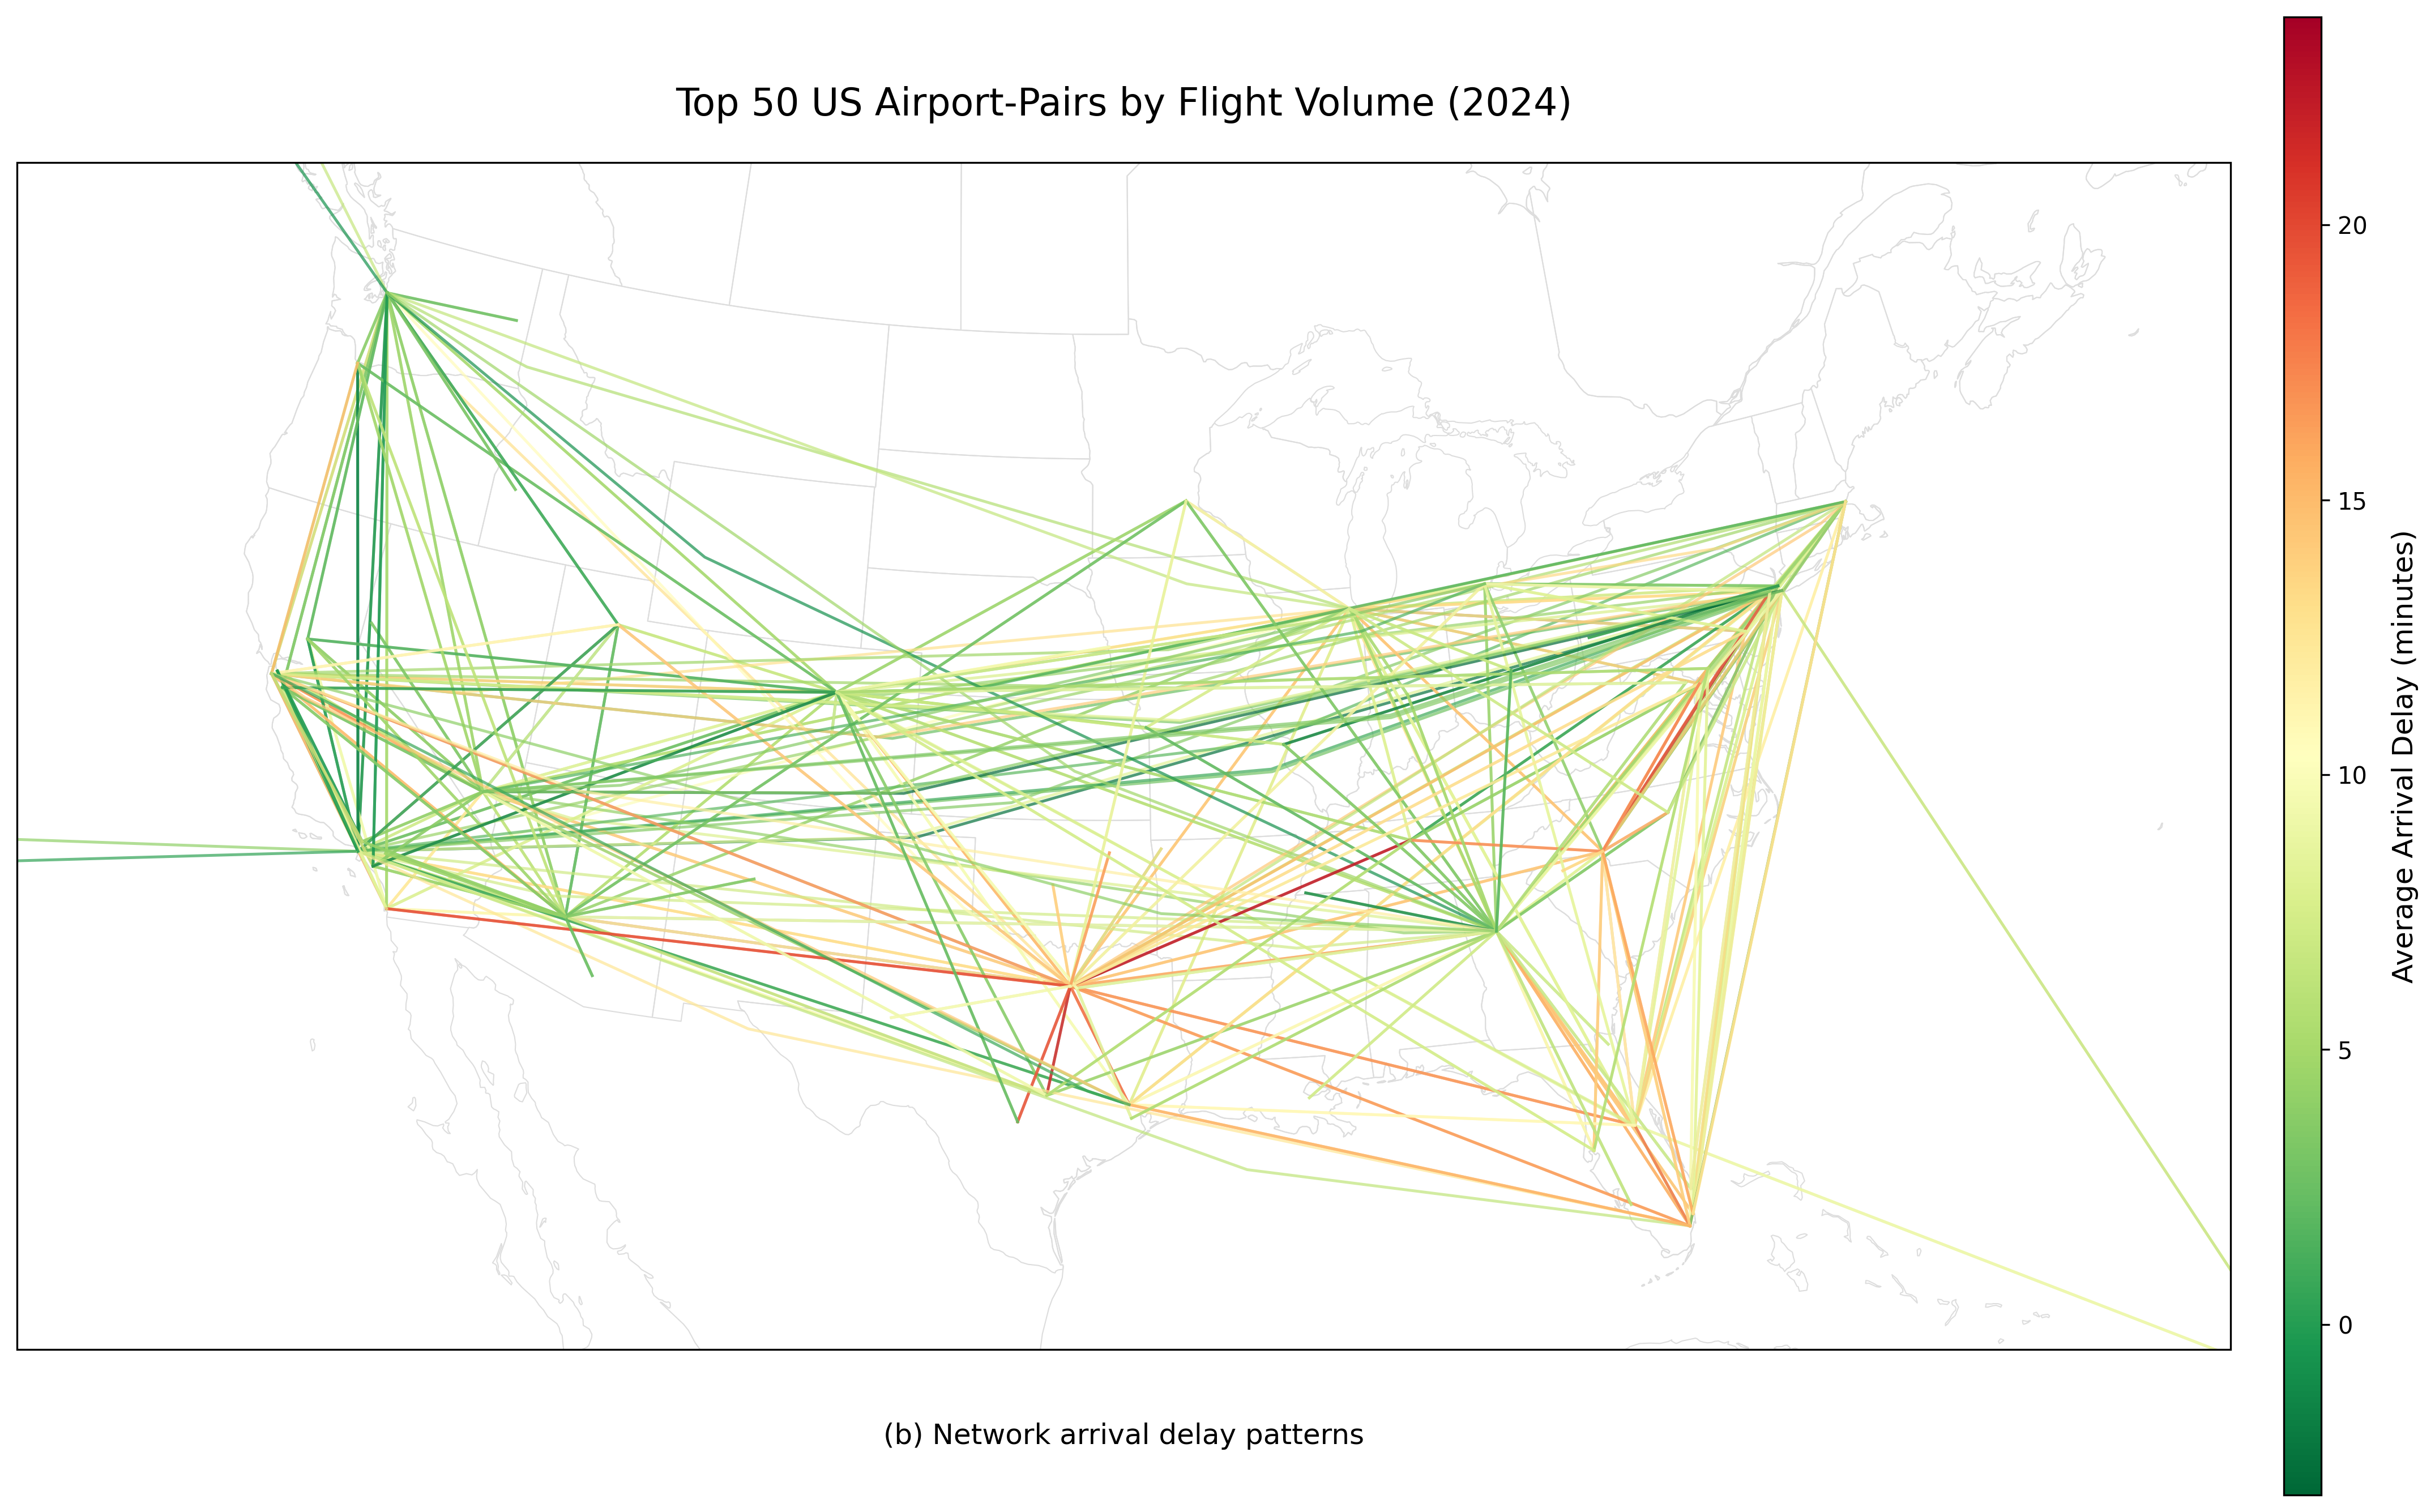 Top 50 US Airport-Pairs by Flight Volume (2024)
20
15
10
5
0
Average Arrival Delay (minutes)
(b) Network arrival delay patterns